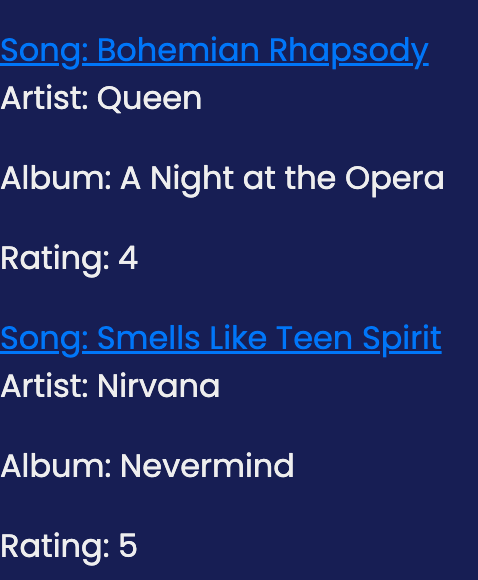 Song: Bohemian Rhapsody
Artist: Queen
Album: A Night at the Opera
Rating: 4
Song: Smells Like Teen Spirit
Artist: Nirvana
Album: Nevermind
Rating: 5